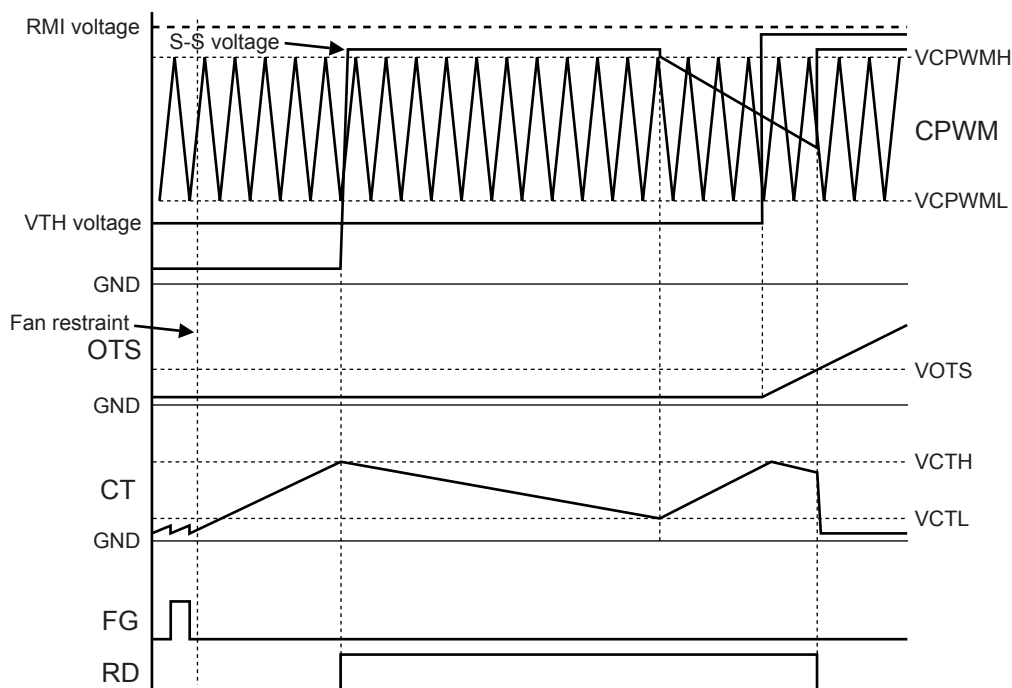 RMI voltage
S-S voltage
VCPWMH
CPWM
VCPWML
VTH voltage
GND
Fan restraint
OTS
VOTS
GND
VCTH
CT
VCTL
GND
FG
RD